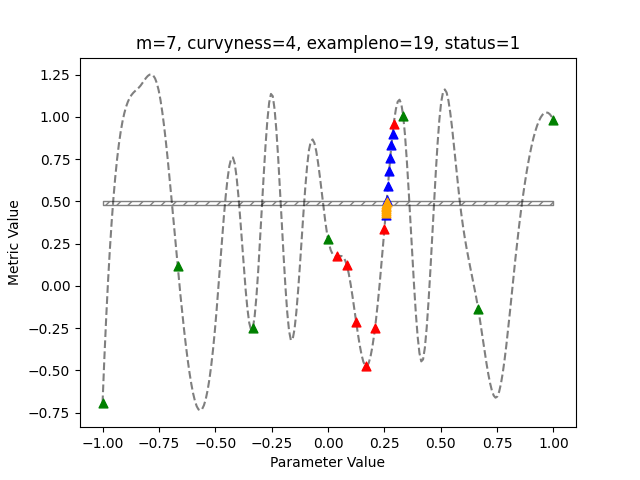 m=7, curvyness=4, exampleno=19, status=1
1.25
1.00
0.75
0.50
0.25
0.00
−0.25
−0.50
−0.75
Metric Value
−1.00 −0.75 −0.50 −0.25 0.00 0.25 0.50 0.75 1.00
Parameter Value